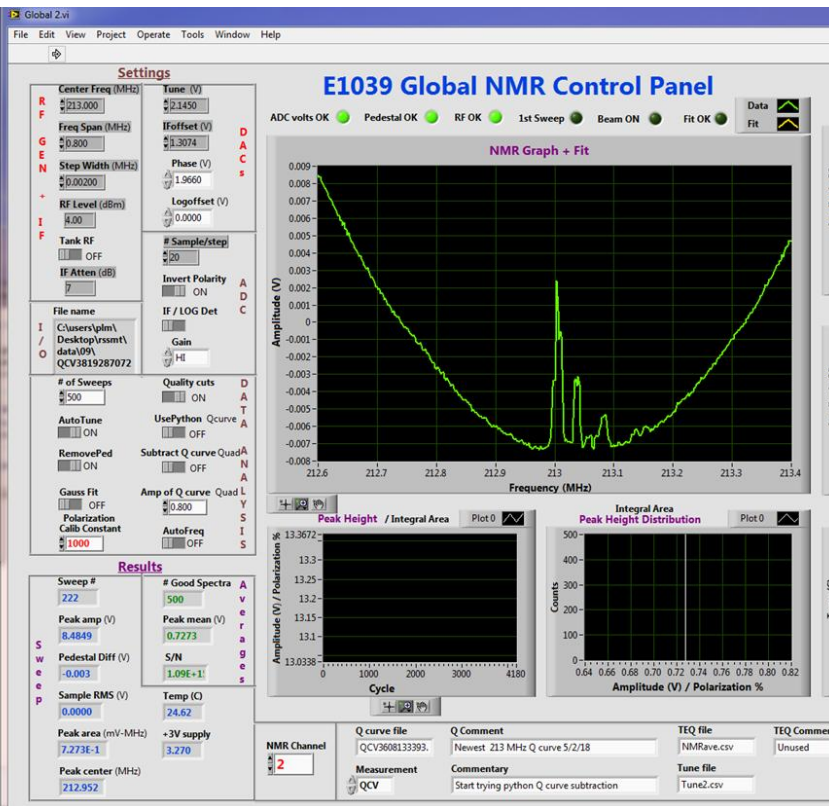 Global 2.vi
File Edit View Project Operate Tools Window Help
Settings
RF GEN + IF
Center Freq (MHz)
213.000
Freq Span (MHz)
0.800
Step Width (MHz)
0.00200
RF Level (dBm)
4.00
Tank RF
OFF
IF Atten (dB)
7
Tune (V)
2.1450
IFoffset (V)
1.3074
Phase (V)
1.9660
Logoffset (V)
0.0000
DACs
# Sample/step
20
Invert Polarity
ON
IF / LOG Det
Gain
HI
ADC
I/O
File name
C:\users\plm\
Desktop\rssmt\
data\09\
QCV3819287072
# of Sweeps
500
AutoTune
ON
RemovePed
ON
Gauss Fit
OFF
Polarization
Calib Constant
1000
Quality cuts
ON
UsePython Qcurve
OFF
Subtract Q curve Quad
OFF
Amp of Q curve Quad
0.800
AutoFreq
OFF
DATA ANALYSIS
Results
Sweep
Sweep #
222
Peak amp (V)
8.4849
Pedestal Diff (V)
-0.003
Sample RMS (V)
0.0000
Peak area (mV-MHz)
7.273E-1
Peak center (MHz)
212.952
# Good Spectra
500
Peak mean (V)
0.7273
S/N
1.09E+1
Averages
Temp (C)
24.62
+3V supply
3.270
E1039 Global NMR Control Panel
ADC volts OK Pedestal OK RF OK 1st Sweep Beam ON Fit OK
Data
Fit
NMR Graph + Fit
Amplitude (V)
0.009
0.008
0.007
0.006
0.005
0.004
0.003
0.002
0.001
0
-0.001
-0.002
-0.003
-0.004
-0.005
-0.006
-0.007
-0.008
212.6 212.7 212.8 212.9 213 213.1 213.2 213.3 213.4
Frequency (MHz)
Peak Height / Integral Area Plot 0
Amplitude (V) / Polarization %
13.3672
13.3
13.25
13.2
13.15
13.1
13.0338
0 1000 2000 3000 4180
Cycle
Integral Area
Peak Height Distribution Plot 0
Counts
500
400
300
200
100
0
0.64 0.66 0.68 0.70 0.72 0.74 0.76 0.78 0.80 0.82
Amplitude (V) / Polarization %
NMR Channel
2
Q curve file
QCV3608133393.
Q Comment
Newest 213 MHz Q curve 5/2/18
TEQ file
NMRave.csv
TEQ Commen
Unused
Measurement
QCV
Commentary
Start trying python Q curve subtraction
Tune file
Tune2.csv